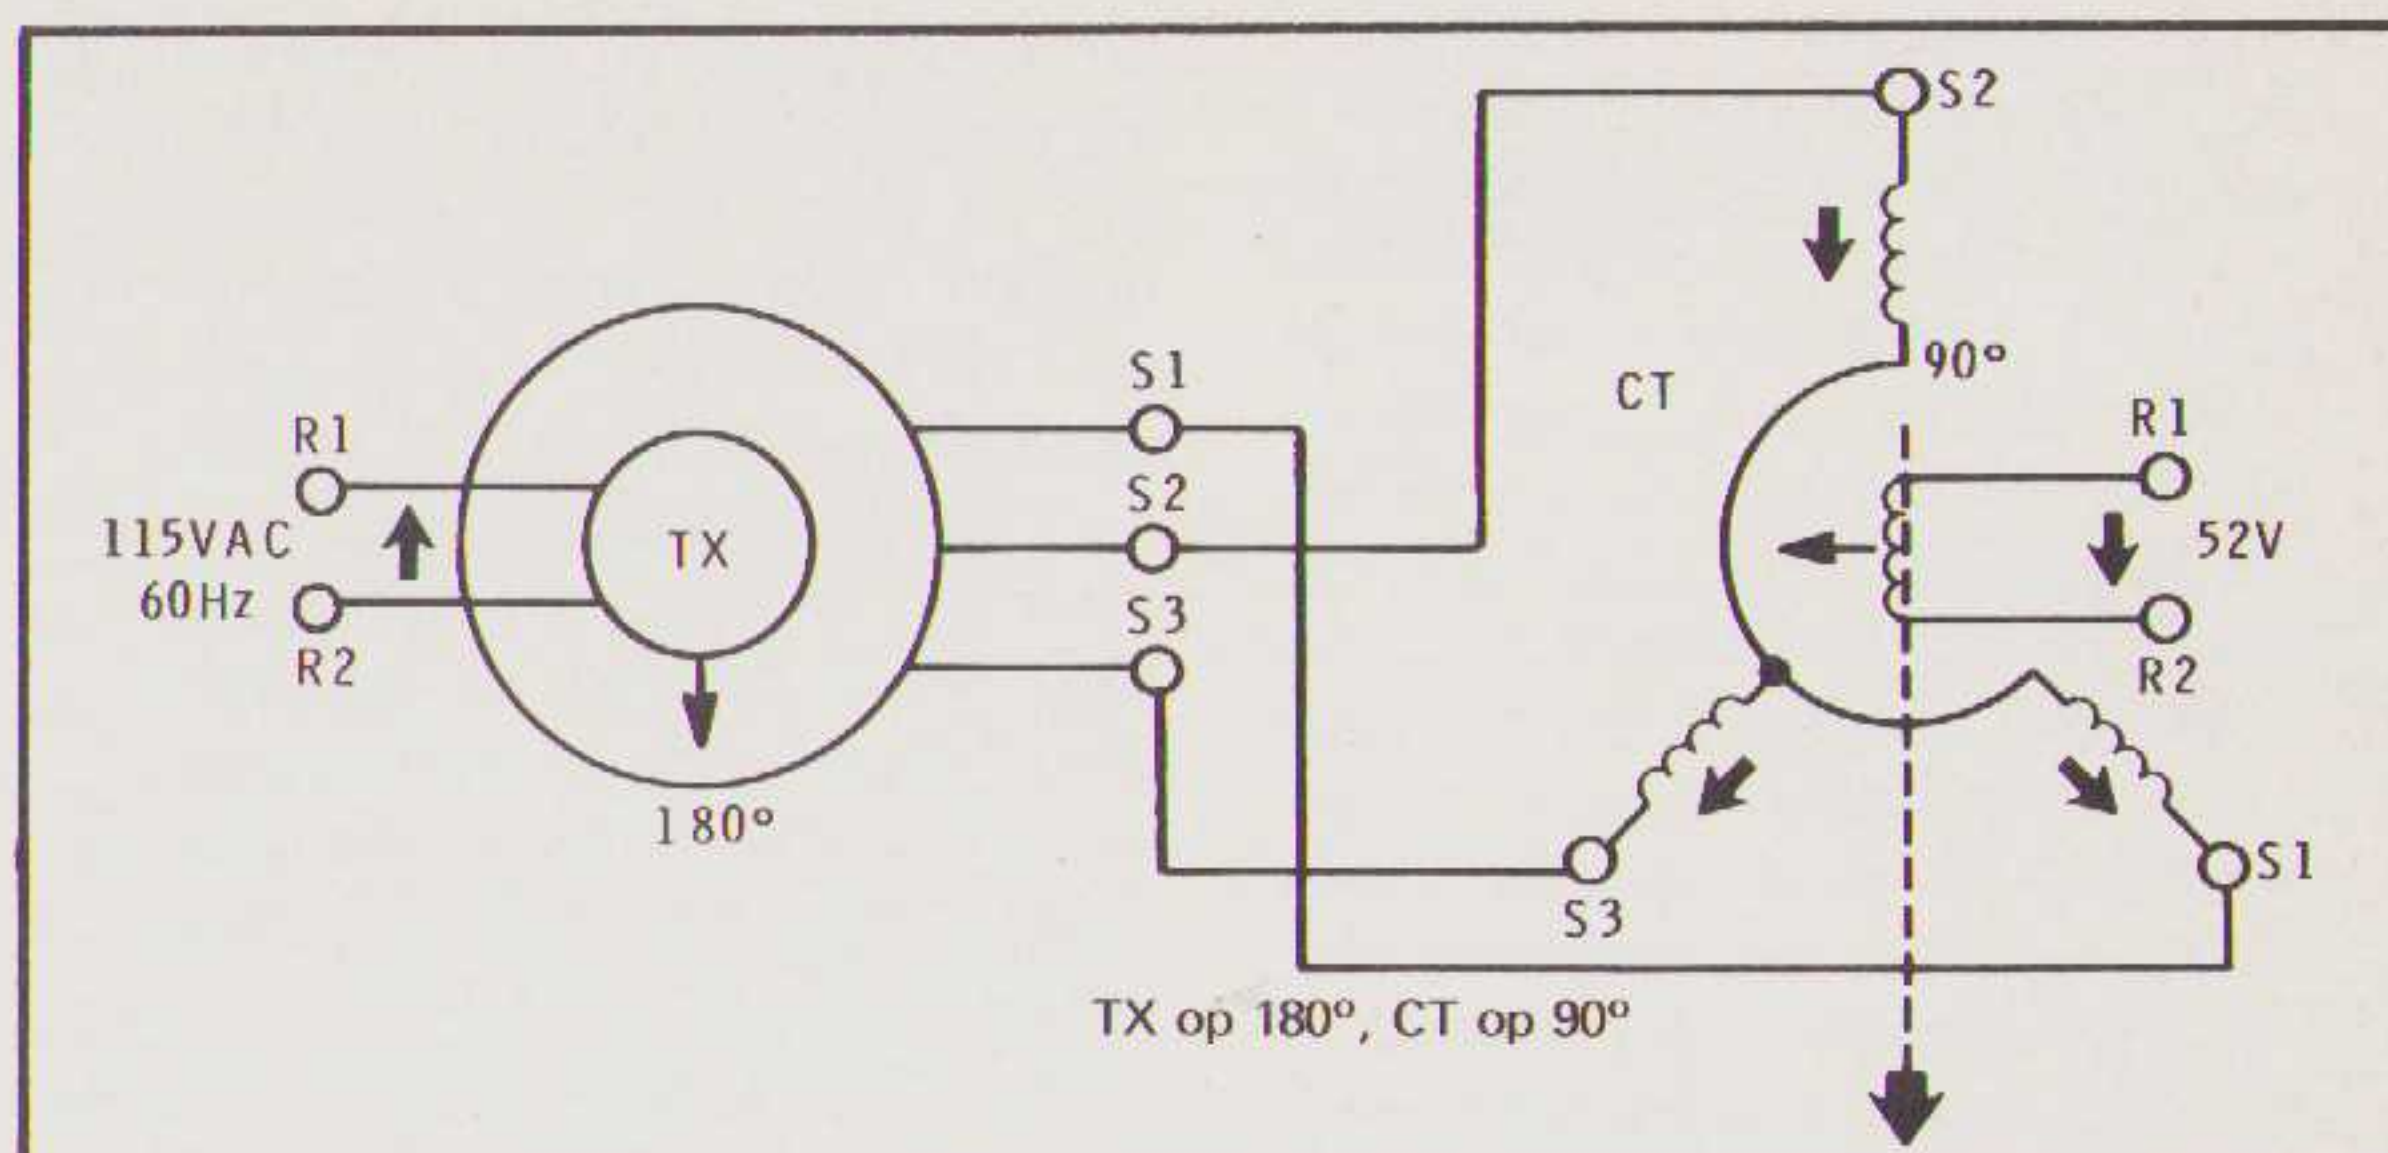 S2
90°
CT
R1
52V
R2
S1
S3
R1
115VAC
60Hz
R2
TX
180°
S1
S2
S3
TX op 180°, CT op 90°